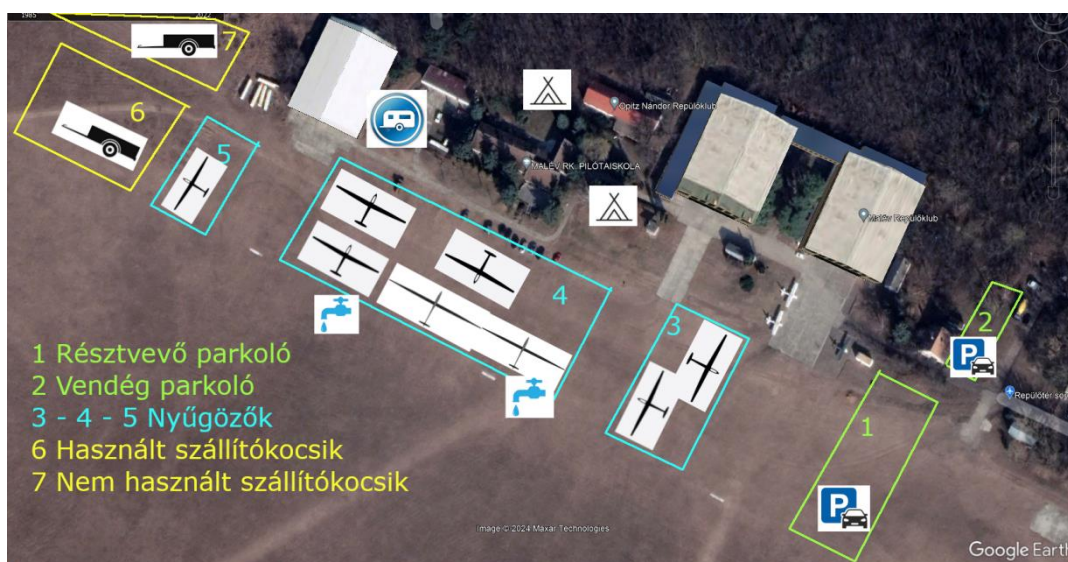 1985
2022
7
6
5
Opitz Nándor Repülőklub
MALÉV RK. PILÓTAISKOLA
Malév Repülőklub
4
3
2
P
Repülőtér
1
P
1 Résztvevő parkoló
2 Vendég parkoló
3 - 4 - 5 Nyűgözők
6 Használt szállítókocsik
7 Nem használt szállítókocsik
Image © 2024 Maxar Technologies
Google Earth